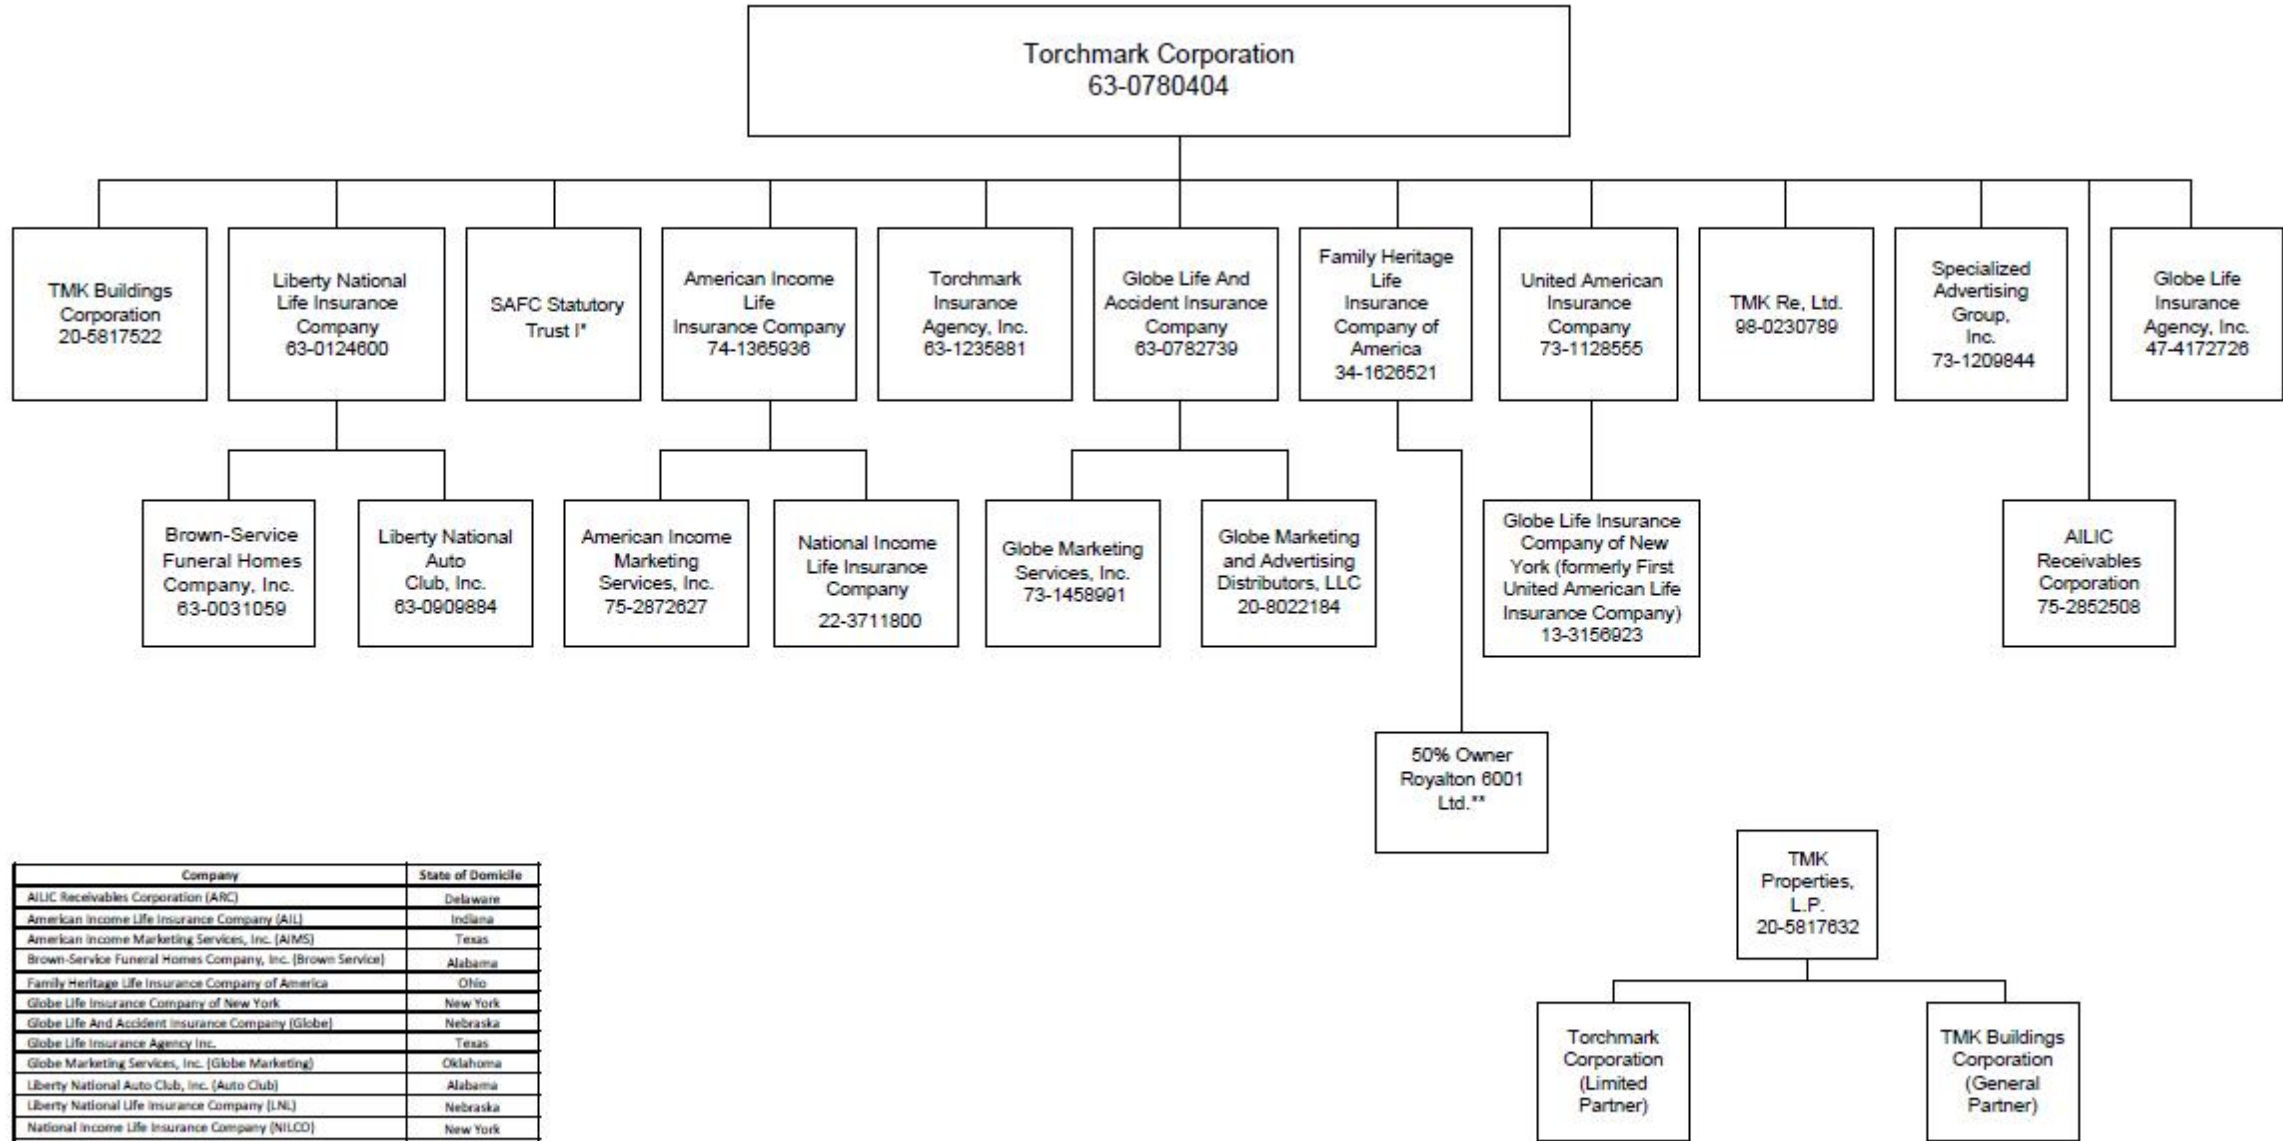 Torchmark Corporation
63-0780404
TMK Buildings
Corporation
20-5817522
Liberty National
Life Insurance
Company
63-0124600
SAFC Statutory
Trust I*
American Income
Life
Insurance Company
74-1365936
Torchmark
Insurance
Agency, Inc.
63-1235881
Globe Life And
Accident Insurance
Company
63-0782739
Family Heritage
Life
Insurance
Company of
America
34-1626521
United American
Insurance
Company
73-1128555
TMK Re, Ltd.
98-0230789
Specialized
Advertising
Group,
Inc.
73-1209844
Globe Life
Insurance
Agency, Inc.
47-4172726
Brown-Service
Funeral Homes
Company, Inc.
63-0031059
Liberty National
Auto
Club, Inc.
63-0909884
American Income
Marketing
Services, Inc.
75-2872627
National Income
Life Insurance
Company
22-3711800
Globe Marketing
Services, Inc.
73-1458991
Globe Marketing
and Advertising
Distributors, LLC
20-8022184
Globe Life Insurance
Company of New
York (formerly First
United American Life
Insurance Company)
13-3156923
AILIC
Receivables
Corporation
75-2852508
50% Owner
Royalton 6001
Ltd.**
TMK
Properties,
L.P.
20-5817632
Torchmark
Corporation
(Limited
Partner)
TMK Buildings
Corporation
(General
Partner)
Company State of Domicile
AILIC Receivables Corporation (ARC) Delaware
American Income Life Insurance Company (AIL) Indiana
American Income Marketing Services, Inc. (AIMS) Texas
Brown-Service Funeral Homes Company, Inc. (Brown Service) Alabama
Family Heritage Life Insurance Company of America Ohio
Globe Life Insurance Company of New York New York
Globe Life And Accident Insurance Company (Globe) Nebraska
Globe Life Insurance Agency Inc. Texas
Globe Marketing Services, Inc. (Globe Marketing) Oklahoma
Liberty National Auto Club, Inc. (Auto Club) Alabama
Liberty National Life Insurance Company (LNL) Nebraska
National Income Life Insurance Company (NILCO) New York